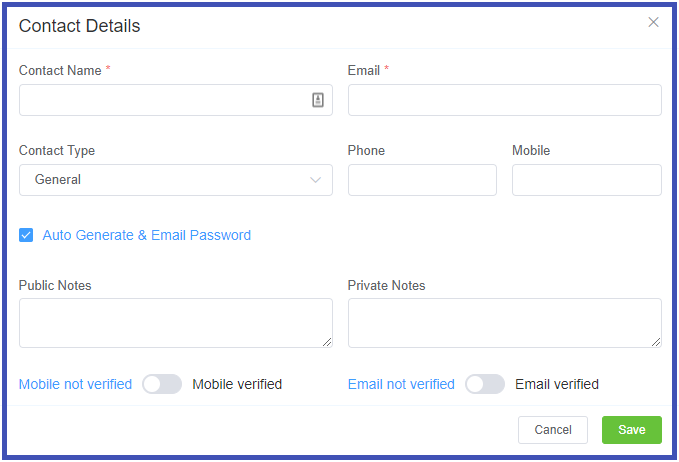 Contact Details
Contact Name *
Email *
Contact Type
Phone
Mobile
General
Auto Generate & Email Password
Public Notes
Private Notes
Mobile not verified Mobile verified
Email not verified Email verified
Cancel
Save